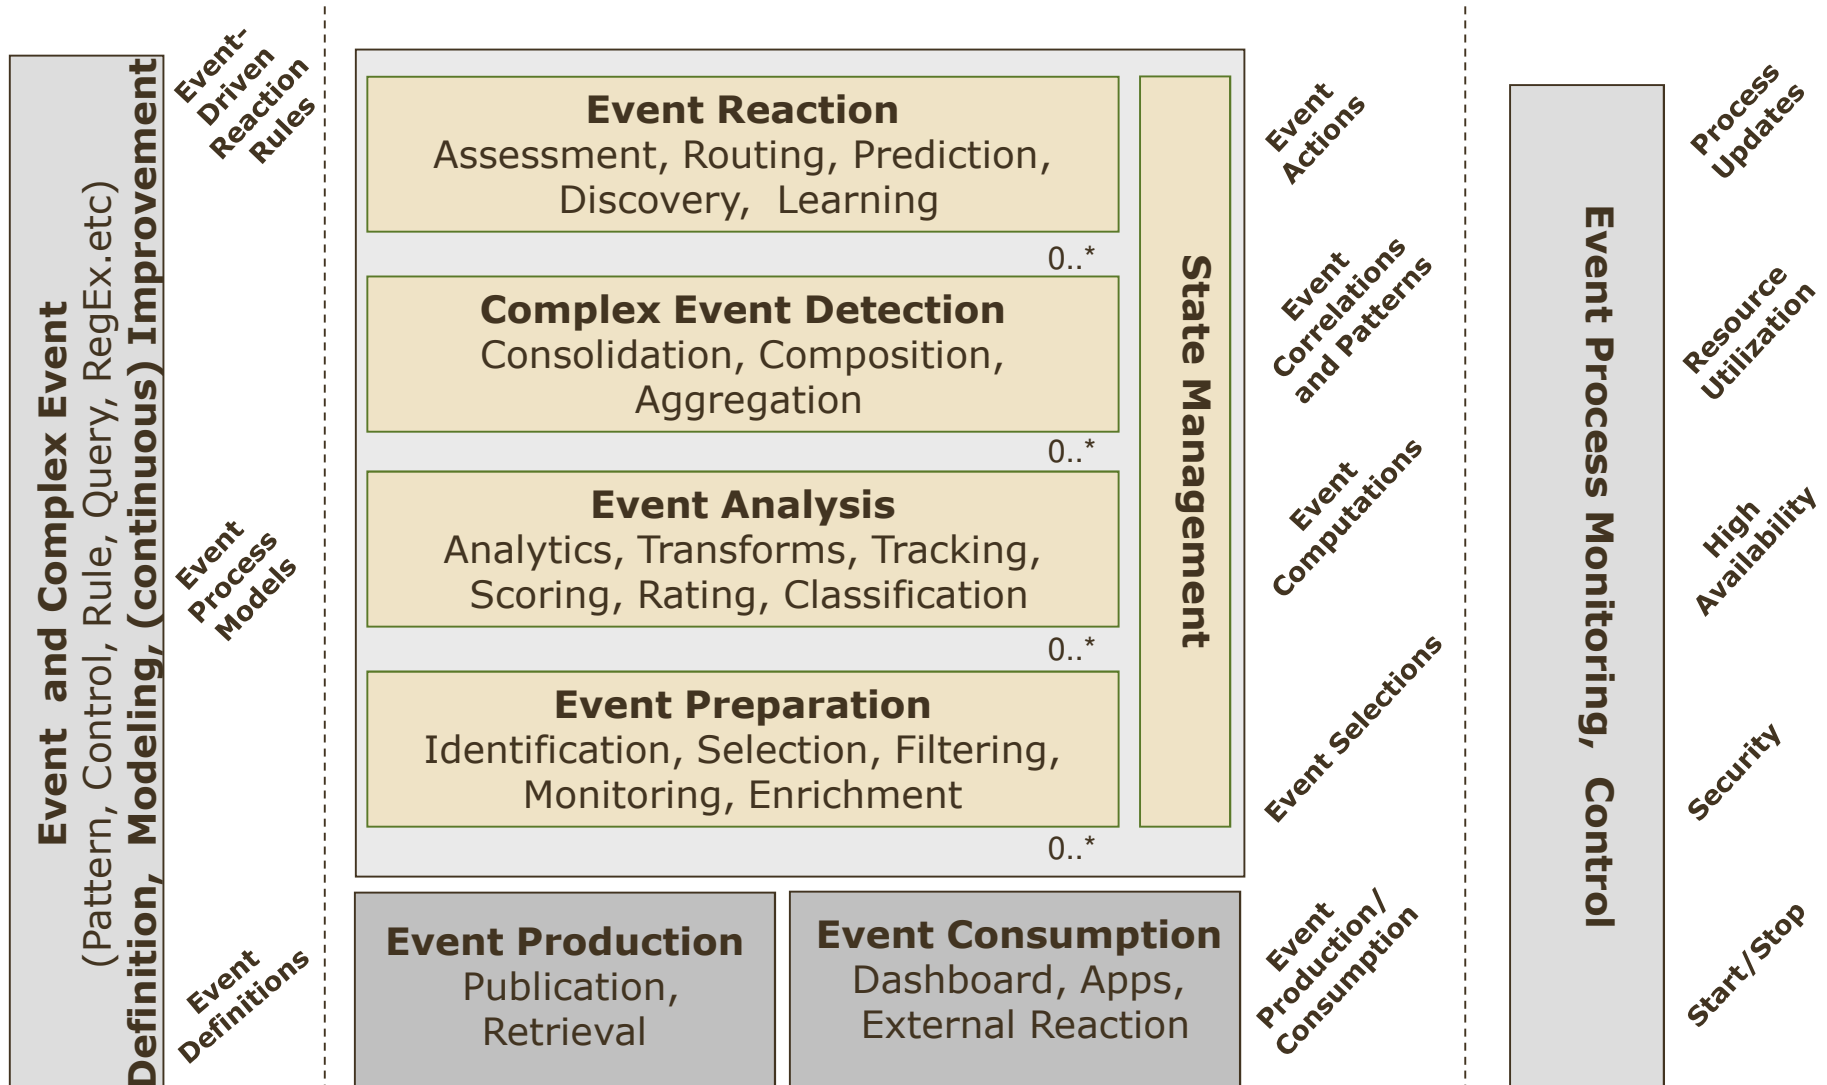 Event  and Complex Event
(Pattern, Control, Rule, Query, RegEx.etc)
Definition,  Modeling, (continuous) Improvement
Event-
Driven
Reaction
Rules
Event
Process
Models
Event
Definitions
Event Reaction
Assessment, Routing, Prediction,
Discovery,  Learning
0..*
Complex Event Detection
Consolidation, Composition,
Aggregation
0..*
Event Analysis
Analytics, Transforms, Tracking,
Scoring, Rating, Classification
0..*
Event Preparation
Identification, Selection, Filtering,
Monitoring, Enrichment
0..*
State Management
Event Production
Publication,
Retrieval
Event Consumption
Dashboard, Apps,
External Reaction
Event
Actions
Event
Correlations
and Patterns
Event
Computations
Event Selections
Event
Production/
Consumption
Event Process Monitoring,  Control
Process
Updates
Resource
Utilization
High
Availability
Security
Start/Stop